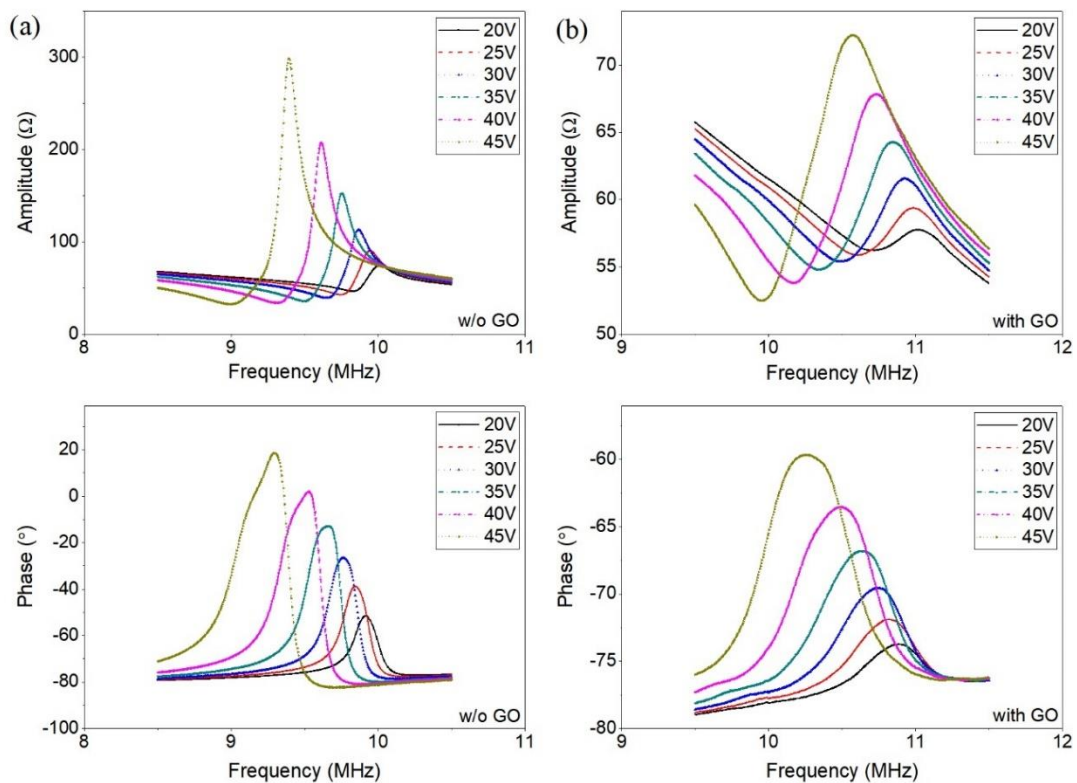 (a)
300
200
100
0
Amplitude (Ω)
8
9
10
11
Frequency (MHz)
20V
25V
30V
35V
40V
45V
w/o GO
(b)
70
65
60
55
50
Amplitude (Ω)
9
10
11
12
Frequency (MHz)
20V
25V
30V
35V
40V
45V
with GO
20
0
-20
-40
-60
-80
-100
Phase (°)
8
9
10
11
Frequency (MHz)
20V
25V
30V
35V
40V
45V
w/o GO
-60
-65
-70
-75
-80
Phase (°)
9
10
11
12
Frequency (MHz)
20V
25V
30V
35V
40V
45V
with GO